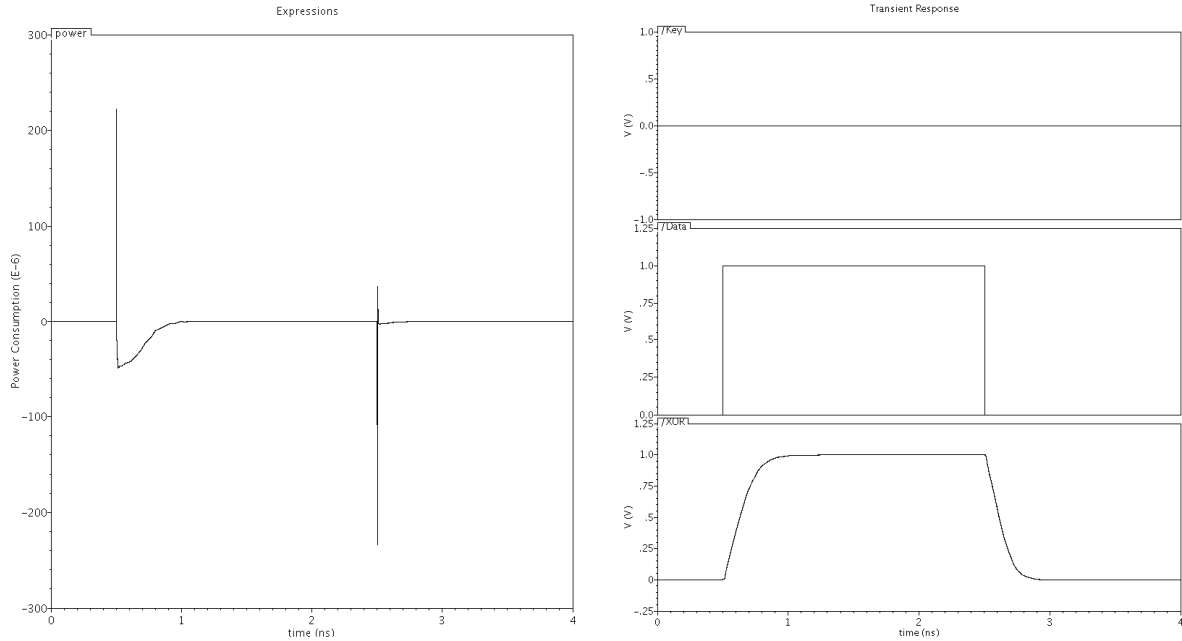 Expressions
power
300
200
100
0
−100
−200
−300
Power Consumption (E−6)
0
1
2
3
4
time (ns)
Transient Response
/Key
1.0
.5
0.0
−.5
−1.0
V (V)
/Data
1.25
1.0
.75
.5
.25
0.0
V (V)
/XOR
1.25
1.0
.75
.5
.25
0
−.25
V (V)
0
1
2
3
4
time (ns)